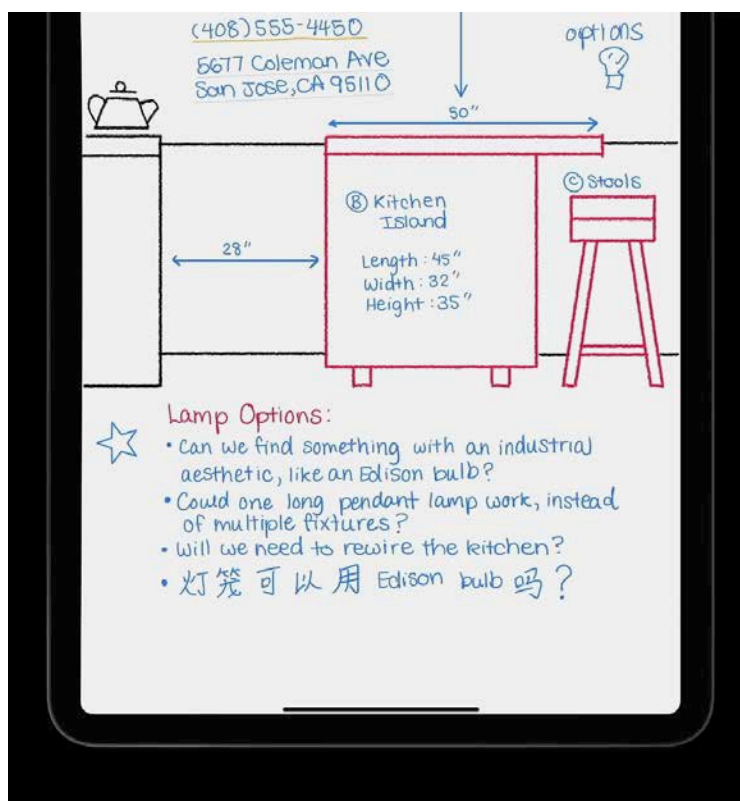 (408)555-4450
options
5677 Coleman Ave
San Jose, CA 95110
50"
Ⓒ Stools
Ⓑ Kitchen
Island
28"
Length: 45"
Width: 32"
Height: 35"
Lamp Options:
• Can we find something with an industrial
aesthetic, like an Edison bulb?
• Could one long pendant lamp work, instead
of multiple fixtures?
• Will we need to rewire the kitchen?
• 灯笼可以用 Edison bulb 吗?